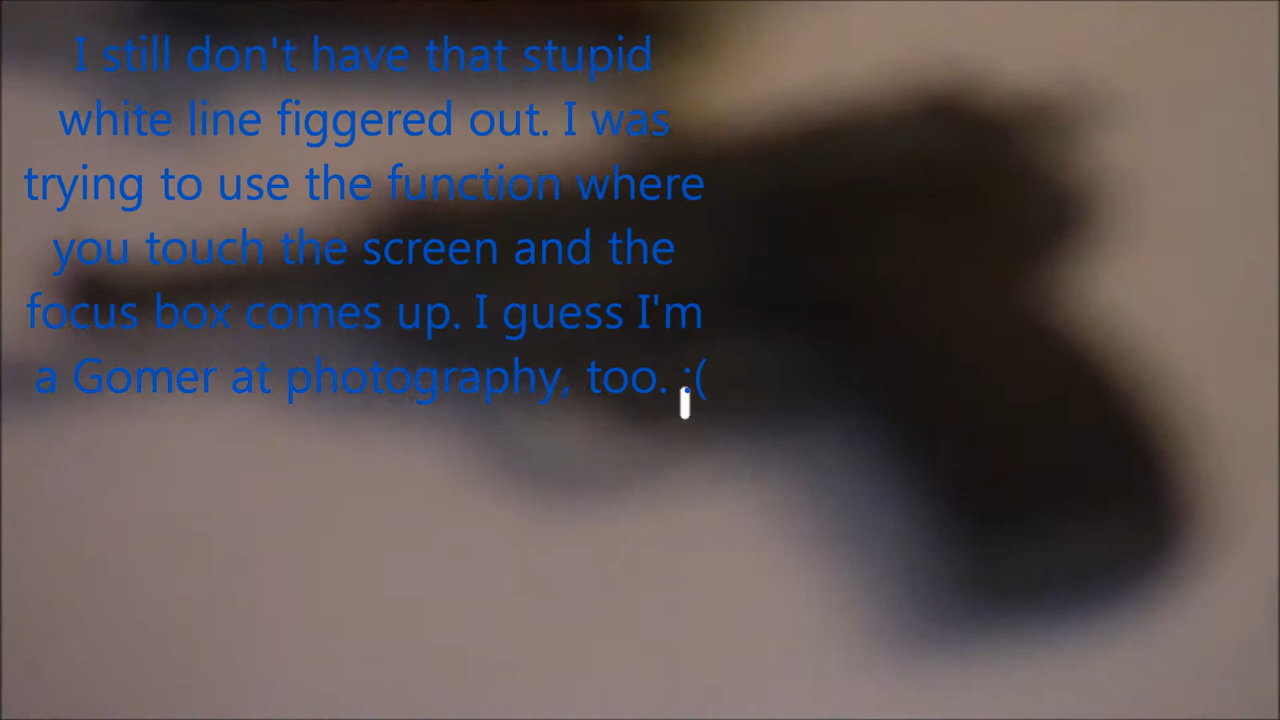 I still don't have that stupid
white line figgered out. I was
trying to use the function where
you touch the screen and the
focus box comes up. I guess I'm
a Gomer at photography, too. :(